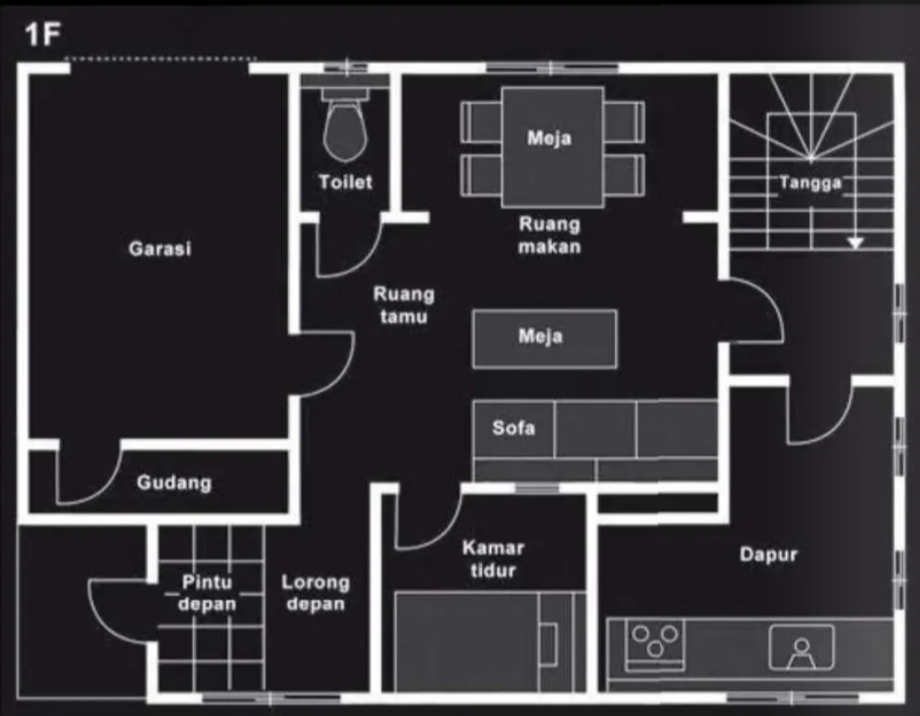 1F
Meja
Toilet
Tangga
Ruang
makan
Garasi
Ruang
tamu
Meja
Sofa
Gudang
Kamar
tidur
Dapur
Pintu
depan
Lorong
depan